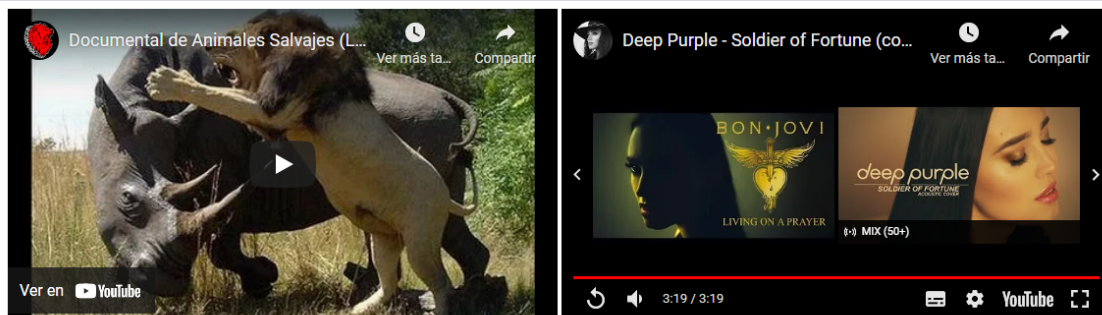 Documental de Animales Salvajes (L...
Ver más ta...
Compartir
Ver en YouTube
Deep Purple - Soldier of Fortune (co...
Ver más ta...
Compartir
BON JOVI
LIVING ON A PRAYER
deep purple
SOLDIER OF FORTUNE
ACOUSTIC COVER
MIX (50+)
3:19 / 3:19
YouTube